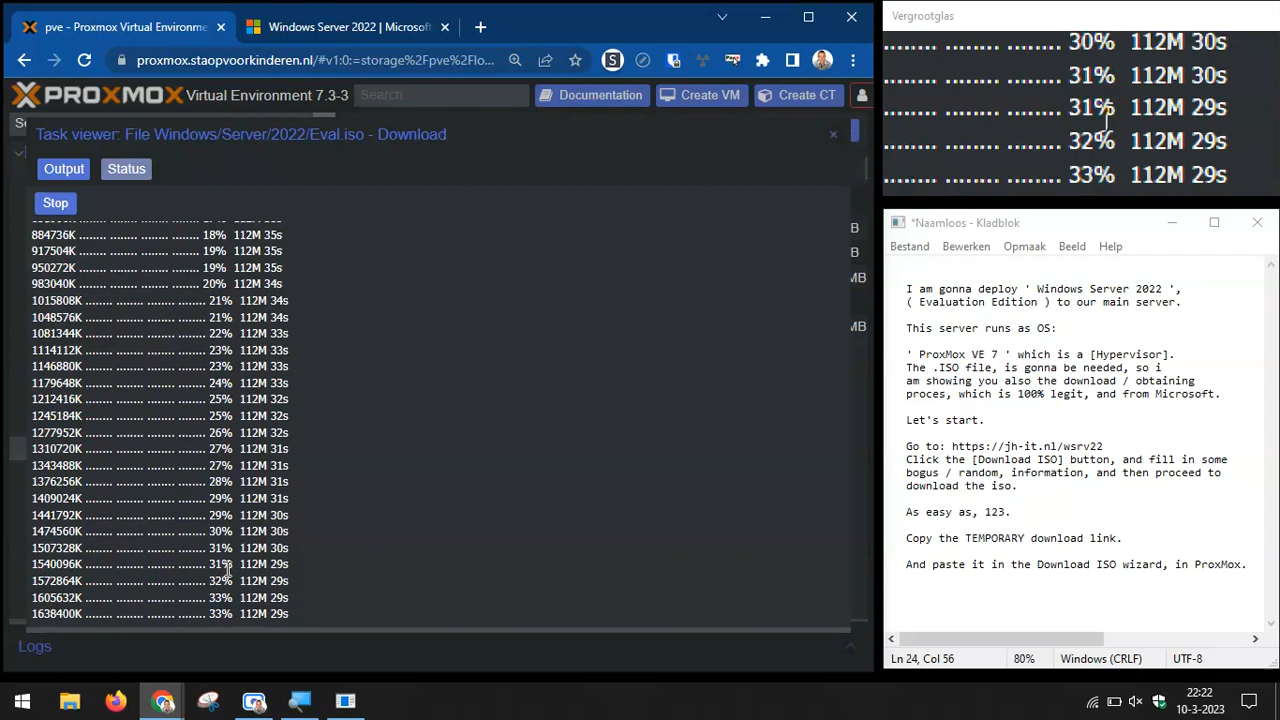 pve - Proxmox Virtual Environme
Windows Server 2022 | Microsoft
proxmox.staopvoorkinderen.nl/#v1:0:=storage%2Fpve%2Flo...
PROXMOX Virtual Environment 7.3-3
Search
Documentation
Create VM
Create CT
Task viewer: File Windows/Server/2022/Eval.iso - Download
Output
Status
Stop
884736K ........ ........ ........ ........ 18% 112M 35s
917504K ........ ........ ........ ........ 19% 112M 35s
950272K ........ ........ ........ ........ 19% 112M 35s
983040K ........ ........ ........ ........ 20% 112M 34s
1015808K ........ ........ ........ ........ 21% 112M 34s
1048576K ........ ........ ........ ........ 21% 112M 34s
1081344K ........ ........ ........ ........ 22% 112M 33s
1114112K ........ ........ ........ ........ 23% 112M 33s
1146880K ........ ........ ........ ........ 23% 112M 33s
1179648K ........ ........ ........ ........ 24% 112M 33s
1212416K ........ ........ ........ ........ 25% 112M 32s
1245184K ........ ........ ........ ........ 25% 112M 32s
1277952K ........ ........ ........ ........ 26% 112M 32s
1310720K ........ ........ ........ ........ 27% 112M 31s
1343488K ........ ........ ........ ........ 27% 112M 31s
1376256K ........ ........ ........ ........ 28% 112M 31s
1409024K ........ ........ ........ ........ 29% 112M 31s
1441792K ........ ........ ........ ........ 29% 112M 30s
1474560K ........ ........ ........ ........ 30% 112M 30s
1507328K ........ ........ ........ ........ 31% 112M 30s
1540096K ........ ........ ........ ........ 31% 112M 29s
1572864K ........ ........ ........ ........ 32% 112M 29s
1605632K ........ ........ ........ ........ 33% 112M 29s
1638400K ........ ........ ........ ........ 33% 112M 29s
B
B
MB
MB
Logs
Vergrootglas
........ ........ ........ 30% 112M 30s
........ ........ ........ 31% 112M 30s
........ ........ ........ 31% 112M 29s
........ ........ ........ 32% 112M 29s
........ ........ ........ 33% 112M 29s
*Naamloos - Kladblok
Bestand Bewerken Opmaak Beeld Help
I am gonna deploy ' Windows Server 2022 ',
( Evaluation Edition ) to our main server.
This server runs as OS:
' ProxMox VE 7 ' which is a [Hypervisor].
The .ISO file, is gonna be needed, so i
am showing you also the download / obtaining
proces, which is 100% legit, and from Microsoft.
Let's start.
Go to: https://jh-it.nl/wsrv22
Click the [Download ISO] button, and fill in some
bogus / random, information, and then proceed to
download the iso.
As easy as, 123.
Copy the TEMPORARY download link.
And paste it in the Download ISO wizard, in ProxMox.
Ln 24, Col 56
80%
Windows (CRLF)
UTF-8
22:22
10-3-2023